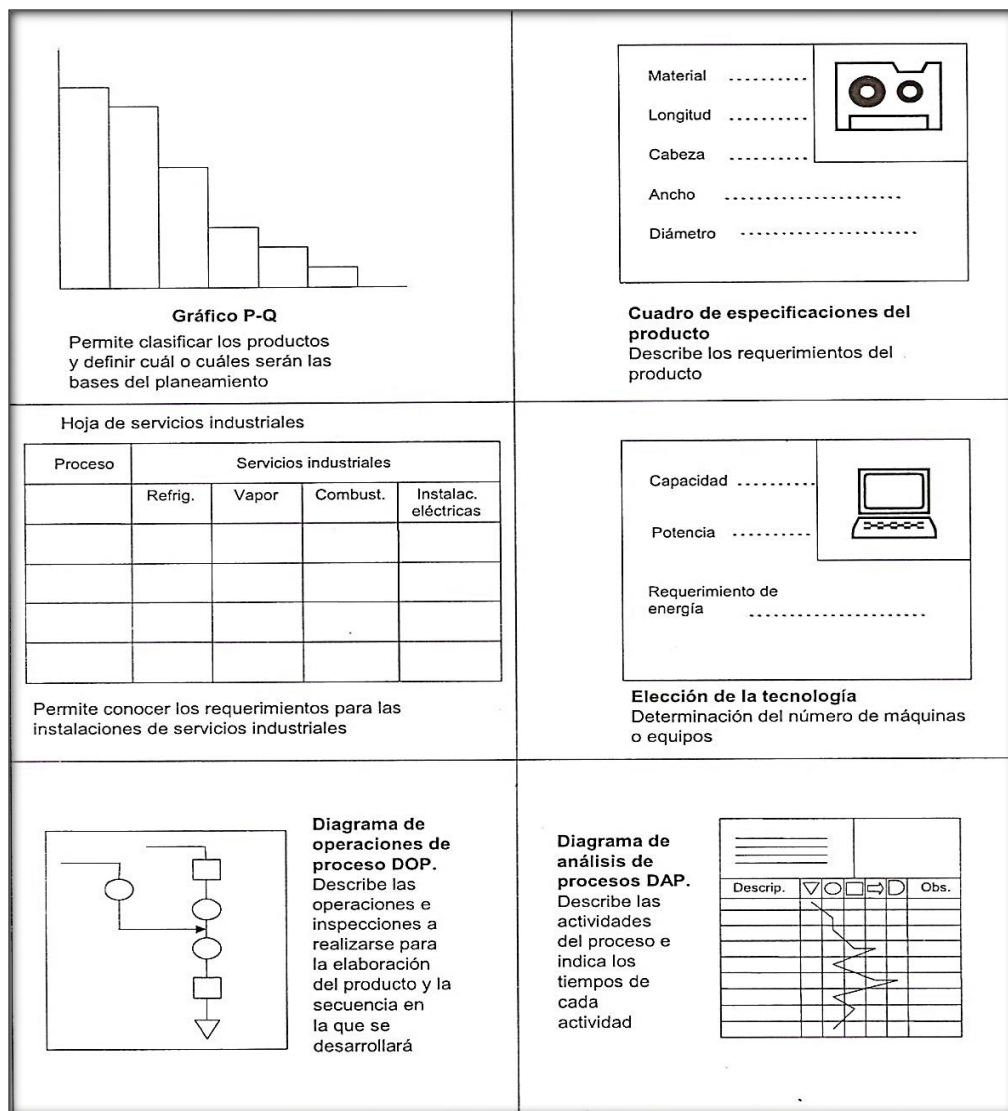 Gráfico P-Q
Permite clasificar los productos
y definir cuál o cuáles serán las
bases del planeamiento
Material ..........
Longitud ..........
Cabeza ..........
Ancho ......................
Diámetro ......................
Cuadro de especificaciones del
producto
Describe los requerimientos del
producto
Hoja de servicios industriales
Proceso Servicios industriales
Refrig. Vapor Combust. Instalac.
eléctricas
Permite conocer los requerimientos para las
instalaciones de servicios industriales
Capacidad ..........
Potencia ..........
Requerimiento de
energía ......................
Elección de la tecnología
Determinación del número de máquinas
o equipos
Diagrama de
operaciones de
proceso DOP.
Describe las
operaciones e
inspecciones a
realizarse para
la elaboración
del producto y la
secuencia en
la que se
desarrollará
Diagrama de
análisis de
procesos DAP.
Describe las
actividades
del proceso e
indica los
tiempos de
cada
actividad
Descrip. Obs.